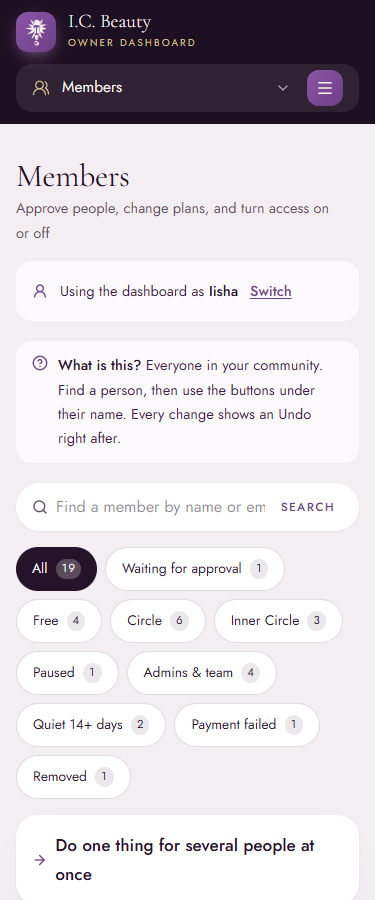 I.C. Beauty
OWNER DASHBOARD
Members
Members
Approve people, change plans, and turn access on
or off
Using the dashboard as Iisha Switch
What is this? Everyone in your community.
Find a person, then use the buttons under
their name. Every change shows an Undo
right after.
Find a member by name or em SEARCH
All 19 Waiting for approval 1
Free 4 Circle 6 Inner Circle 3
Paused 1 Admins & team 4
Quiet 14+ days 2 Payment failed 1
Removed 1
Do one thing for several people at
once